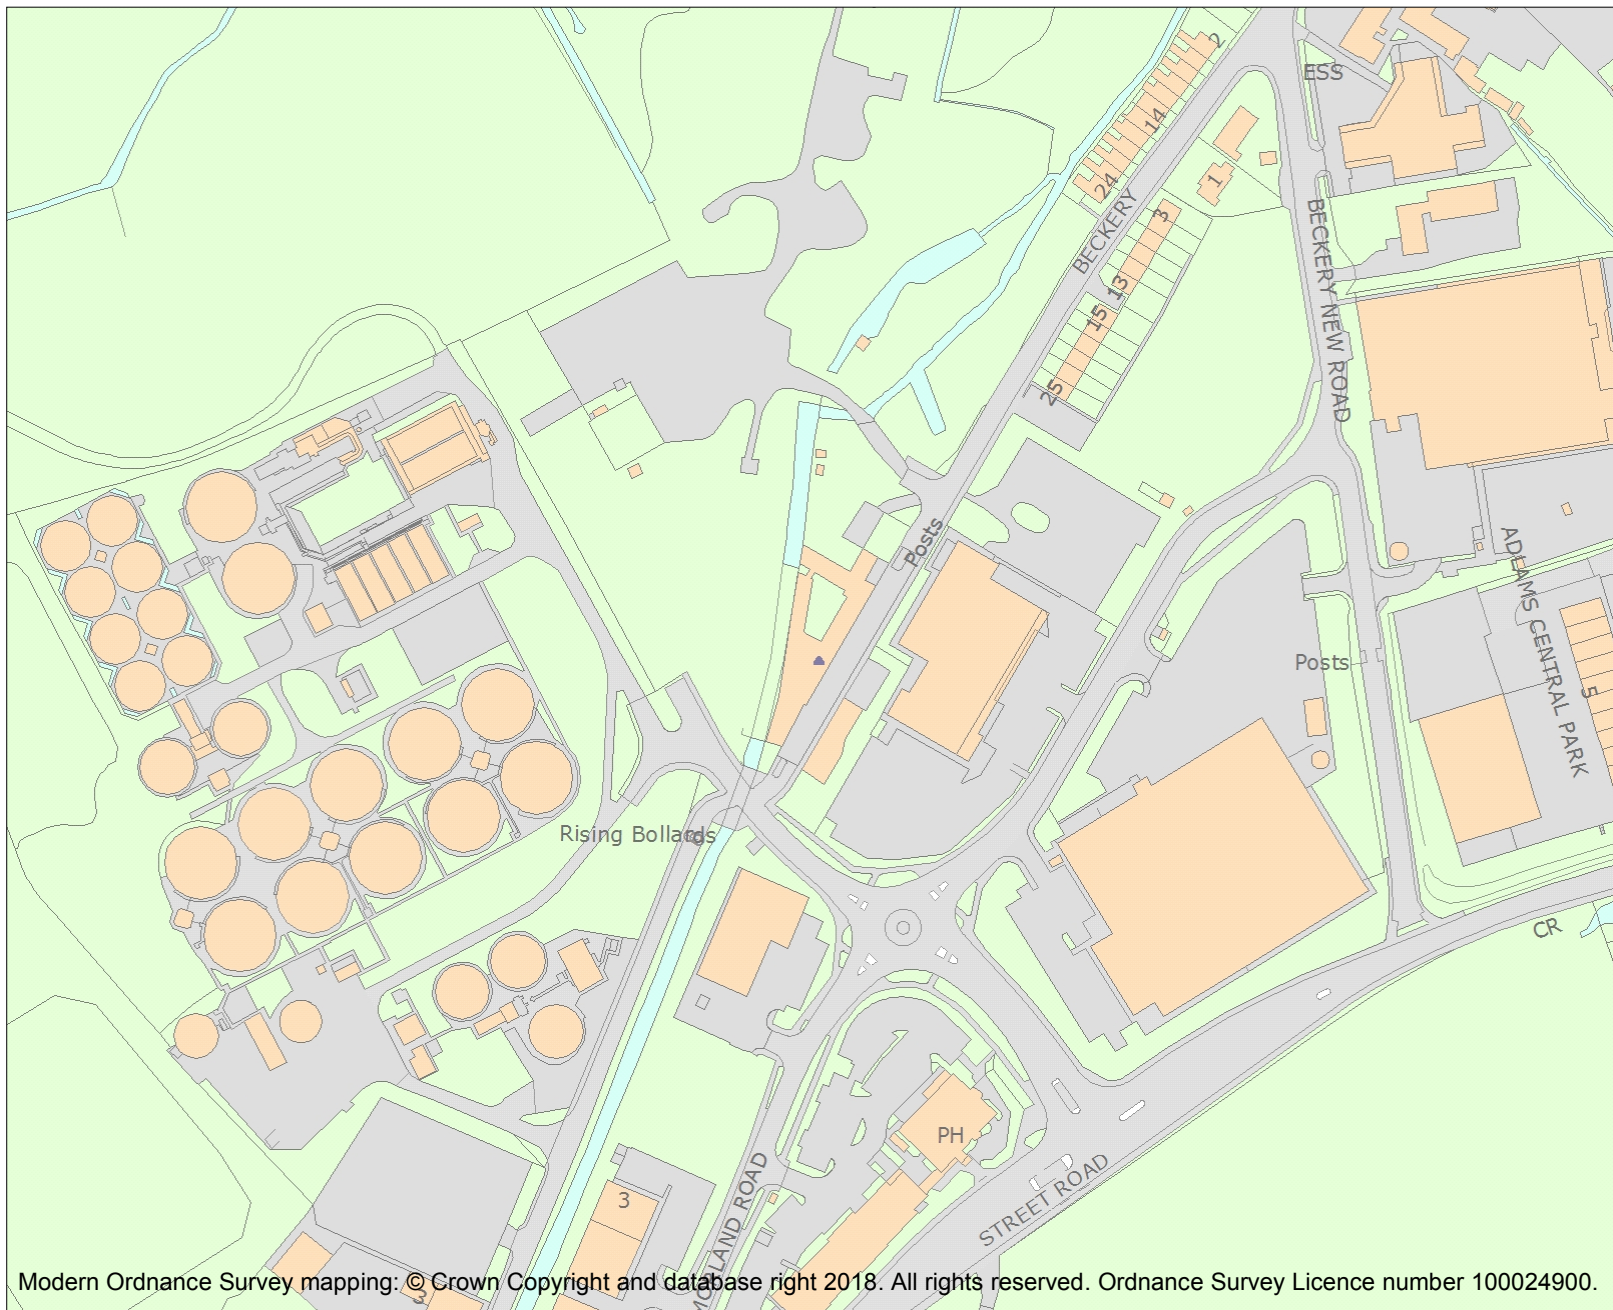 2
ESS
14
24
1
BECKERY
3
BECKERY NEW ROAD
13
15
25
Posts
ADLAMS CENTRAL PARK
Posts
5
Rising Bollards
CR
PH
MORLAND ROAD
STREET ROAD
3
3
Modern Ordnance Survey mapping: © Crown Copyright and database right 2018. All rights reserved. Ordnance Survey Licence number 100024900.